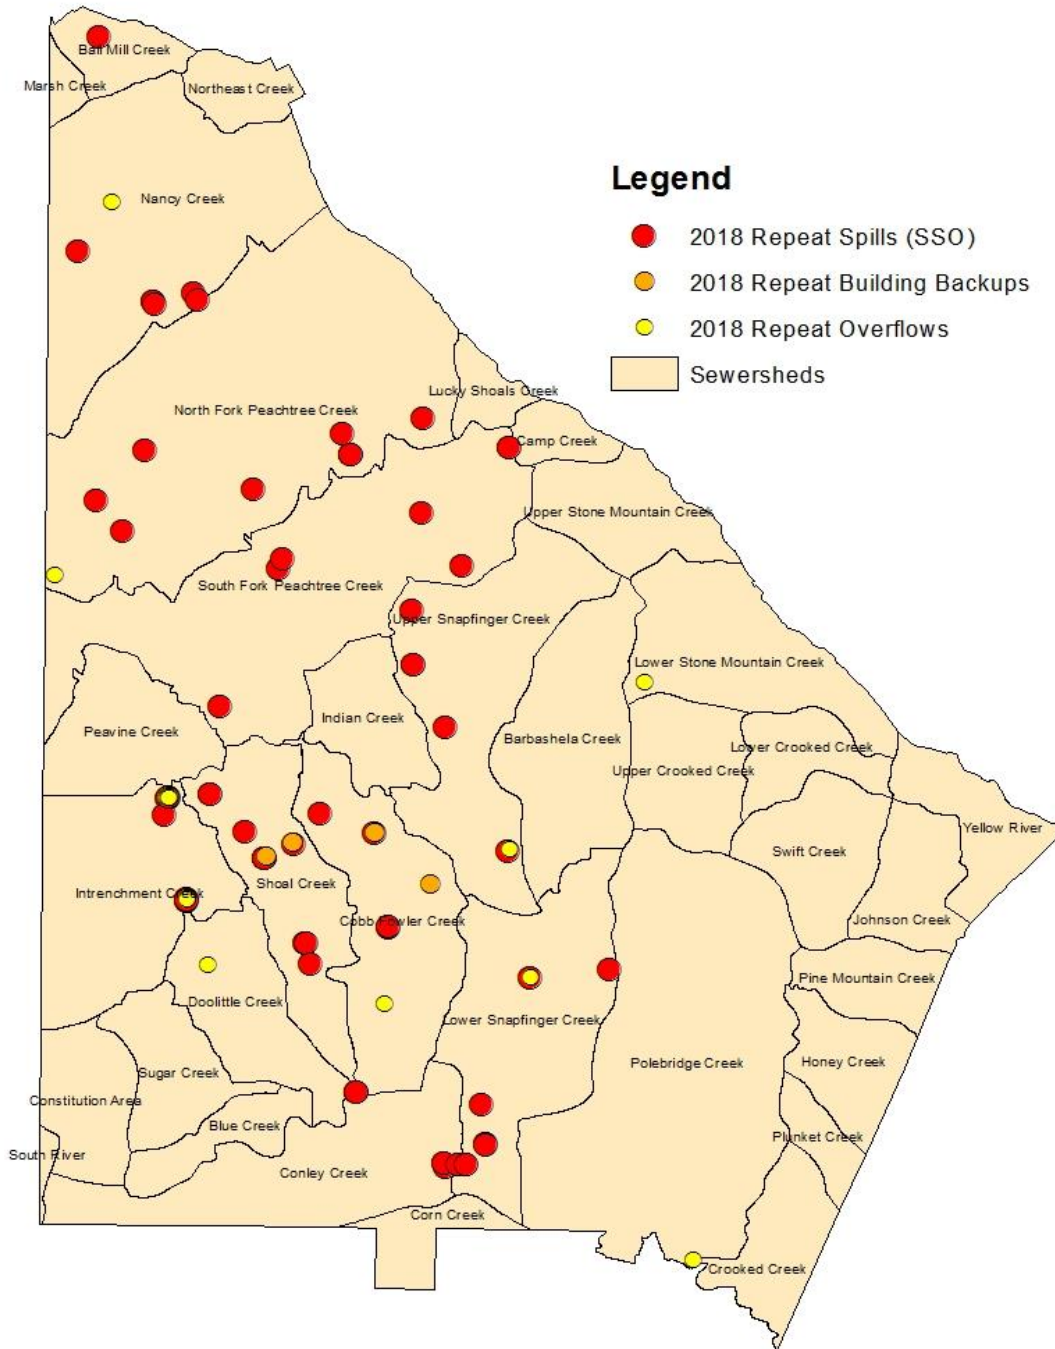 Ball Mill Creek
Marsh Creek
Northeast Creek
Nancy Creek
Legend
2018 Repeat Spills (SSO)
2018 Repeat Building Backups
2018 Repeat Overflows
Sewersheds
Lucky Shoals Creek
North Fork Peachtree Creek
Camp Creek
Upper Stone Mountain Creek
South Fork Peachtree Creek
Upper Snapfinger Creek
Lower Stone Mountain Creek
Indian Creek
Peavine Creek
Barbashela Creek
Lower Crooked Creek
Upper Crooked Creek
Yellow River
Swift Creek
Shoal Creek
Intrenchment Creek
Cobb Fowler Creek
Johnson Creek
Pine Mountain Creek
Doolittle Creek
Lower Snapfinger Creek
Polebridge Creek
Honey Creek
Sugar Creek
Constitution Area
Blue Creek
Plunket Creek
South River
Conley Creek
Corn Creek
Crooked Creek